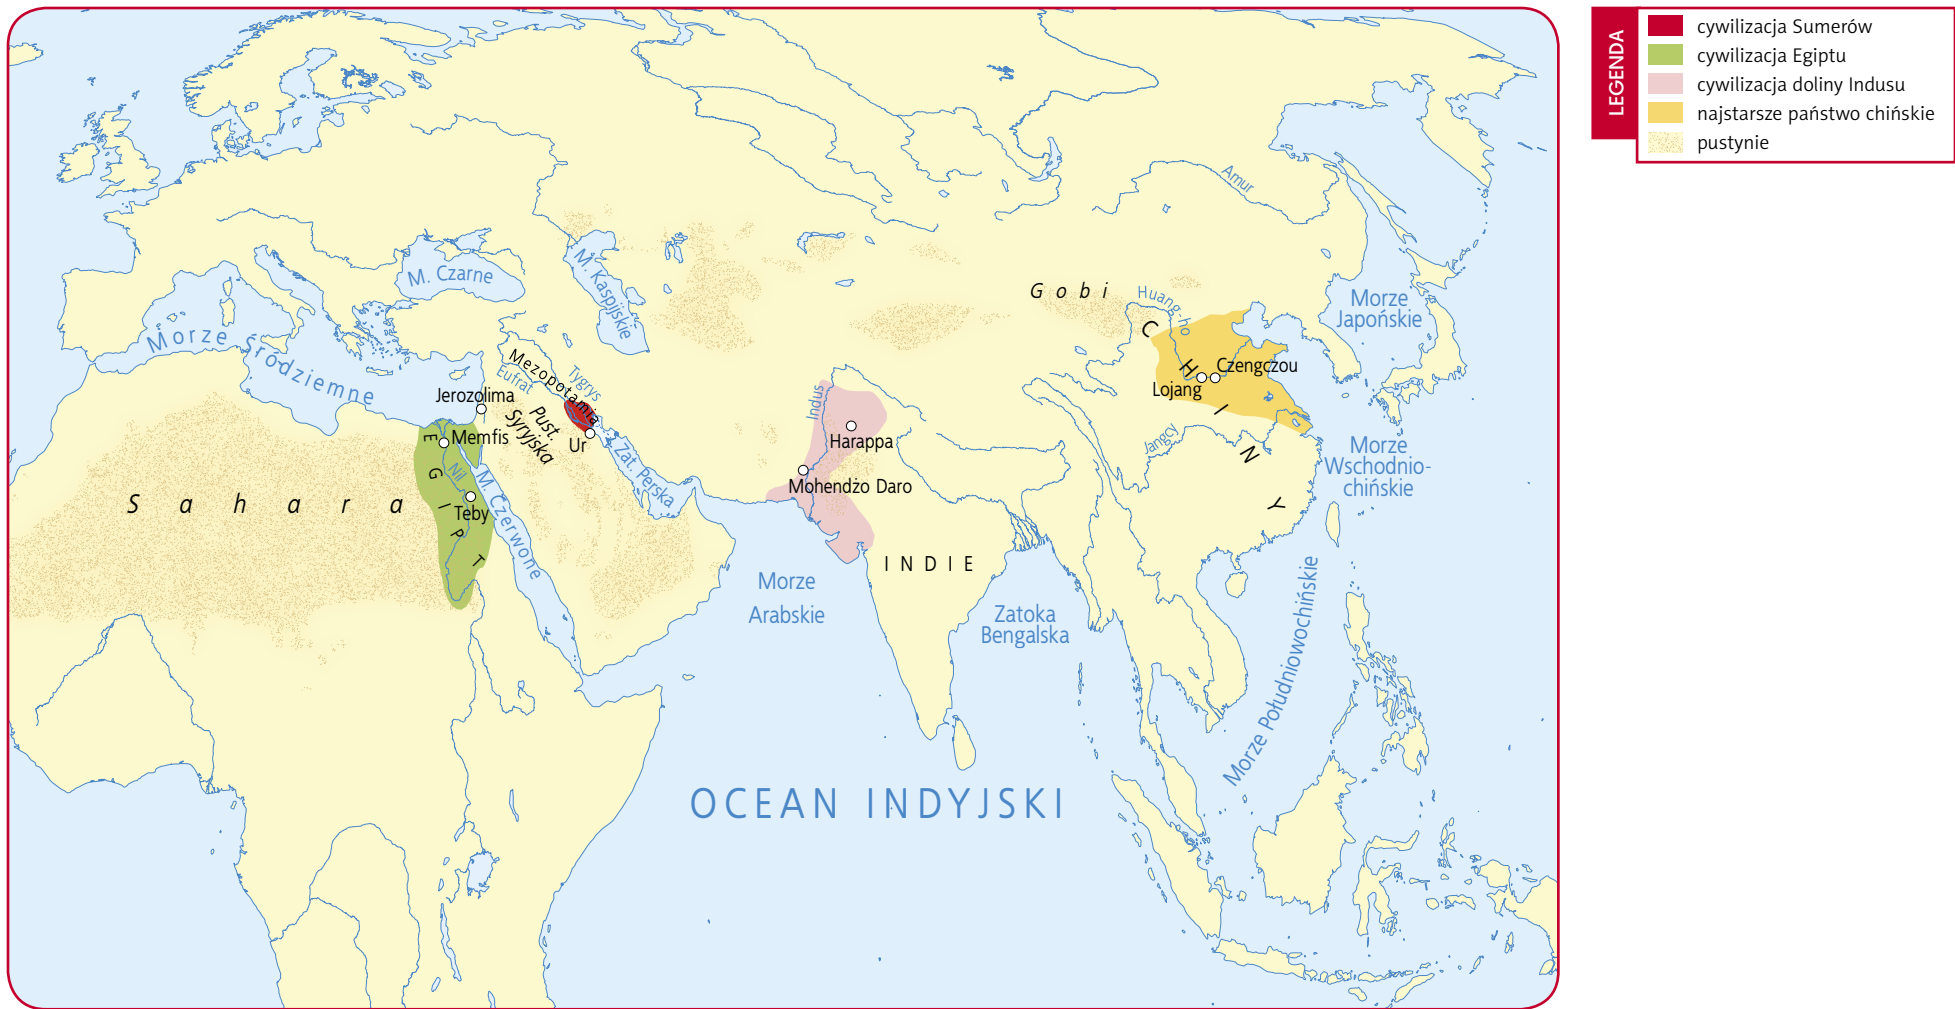 LEGENDA
cywilizacja Sumerów
cywilizacja Egiptu
cywilizacja doliny Indusu
najstarsze państwo chińskie
pustynie
Amur
M. Czarne
M. Kaspijskie
Gobi
Huang-ho
Morze
Japońskie
Morze Śródziemne
Mezopotamia
Eufrat
Tygrys
CHINY
Czengczou
Lojang
Jerozolima
Pust.
Syryjska
Indus
Memfis
Ur
Harappa
Jangcy
Morze
Wschodnio-
chińskie
EGIPT
Nil
Zat. Perska
Mohendżo Daro
Sahara
Teby
M. Czerwone
INDIE
Morze
Arabskie
Zatoka
Bengalska
Morze Południowochińskie
OCEAN INDYJSKI